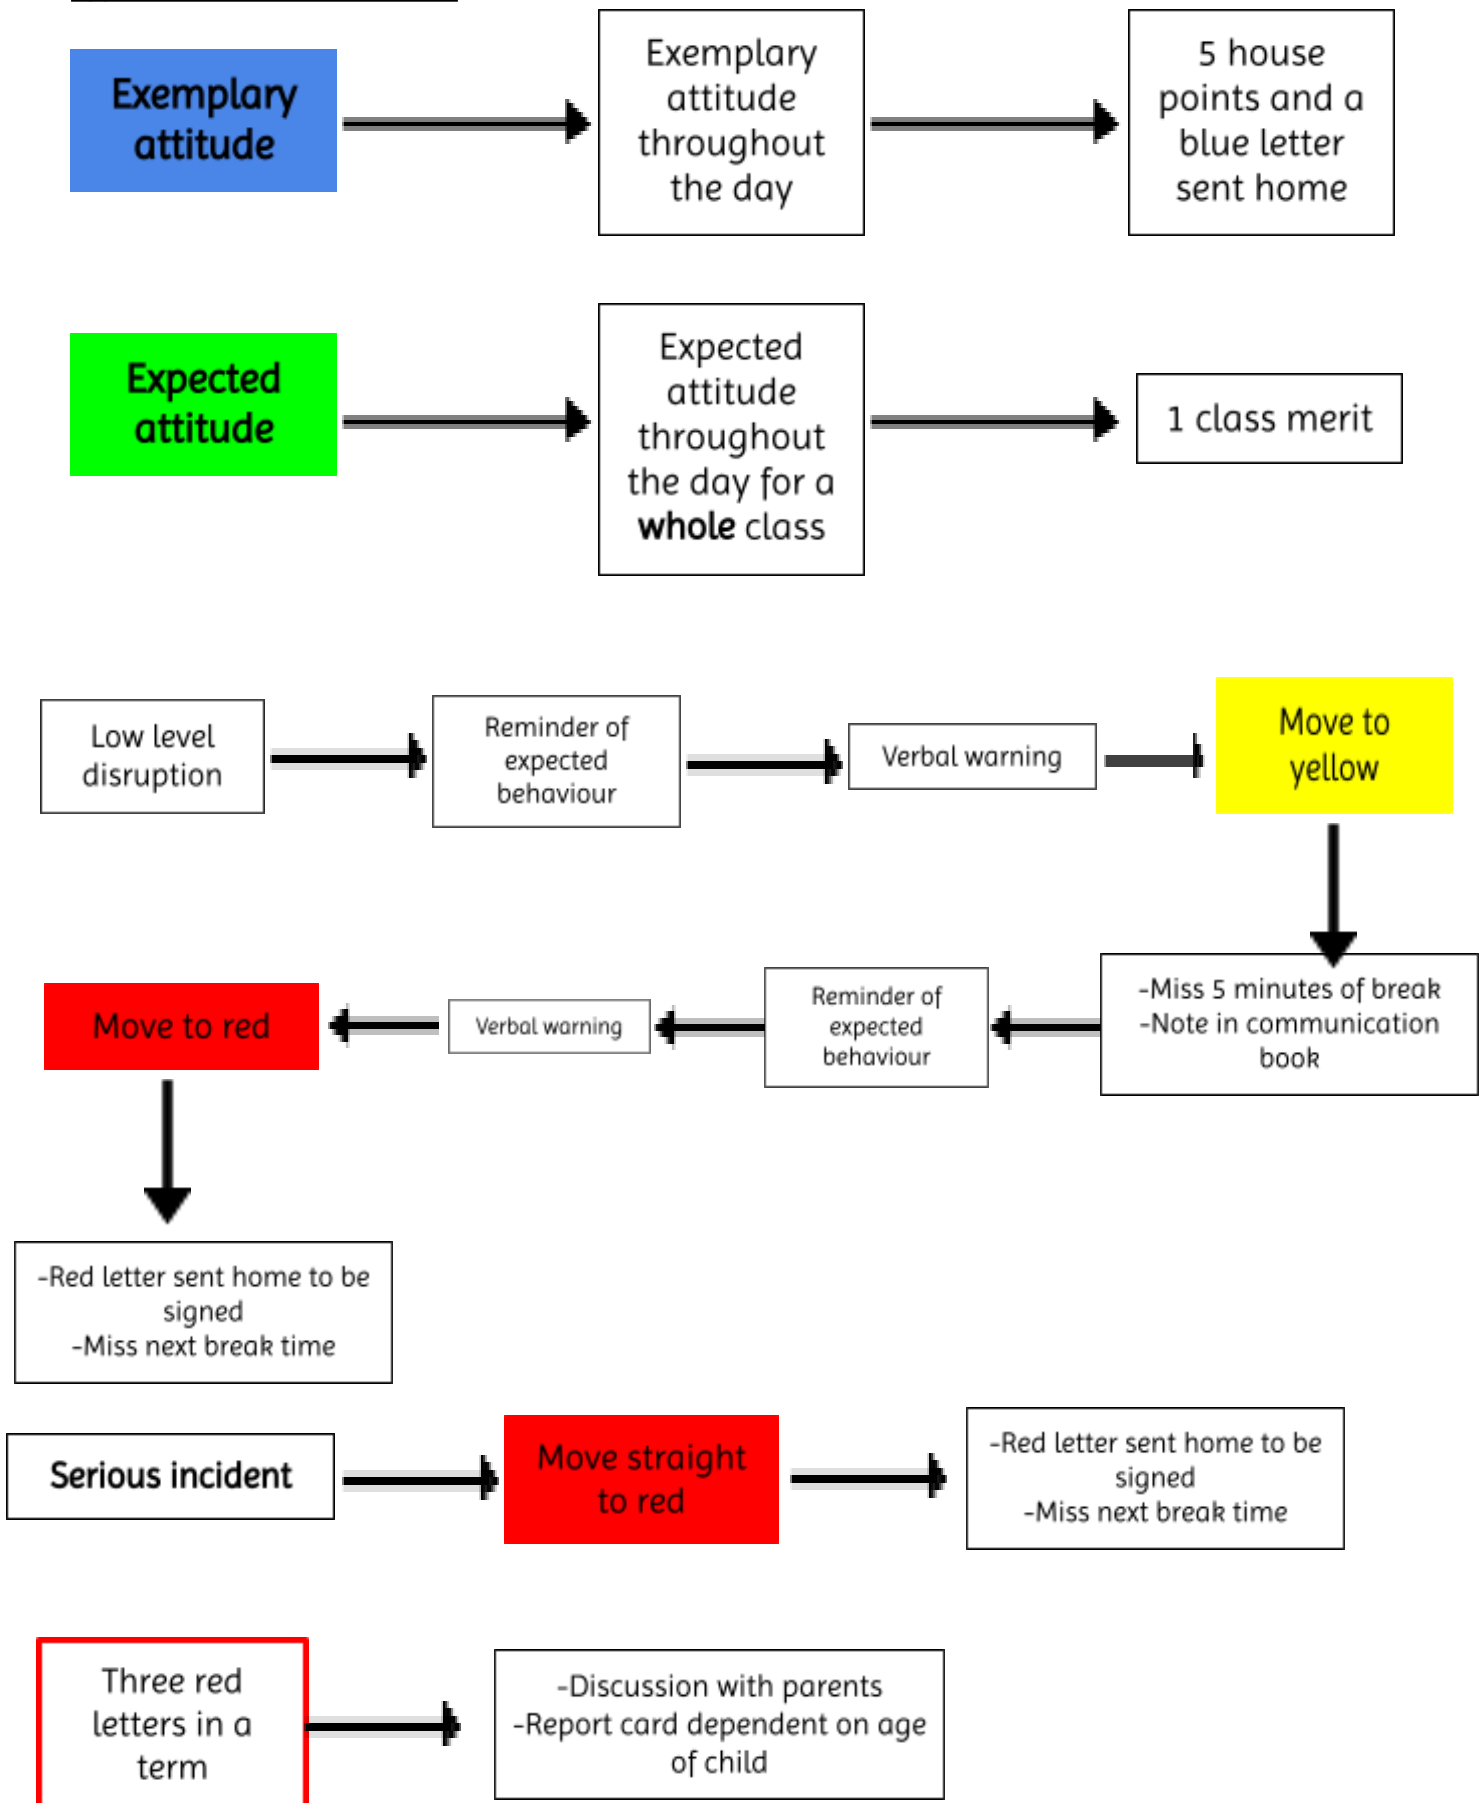 Exemplary
attitude
Exemplary
attitude
throughout
the day
5 house
points and a
blue letter
sent home
Expected
attitude
Expected
attitude
throughout
the day for a
whole class
1 class merit
Low level
disruption
Reminder of
expected
behaviour
Verbal warning
Move to
yellow
-Miss 5 minutes of break
-Note in communication
book
Reminder of
expected
behaviour
Verbal warning
Move to red
-Red letter sent home to be
signed
-Miss next break time
Serious incident
Move straight
to red
-Red letter sent home to be
signed
-Miss next break time
Three red
letters in a
term
-Discussion with parents
-Report card dependent on age
of child